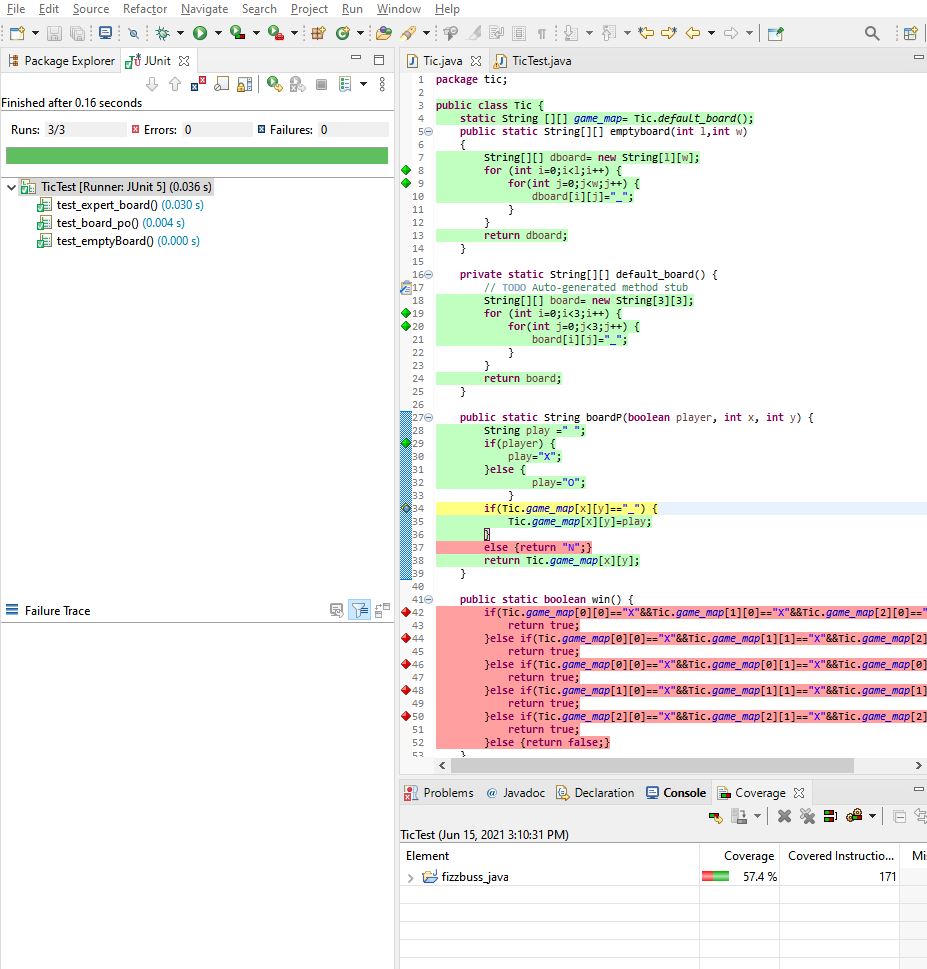 File Edit Source Refactor Navigate Search Project Run Window Help
Package Explorer JUnit
Finished after 0.16 seconds
Runs: 3/3 Errors: 0 Failures: 0
TicTest [Runner: JUnit 5] (0.036 s)
test_expert_board() (0.030 s)
test_board_po() (0.004 s)
test_emptyBoard() (0.000 s)
Failure Trace
Tic.java TicTest.java
1 package tic;
2
3 public class Tic {
4 static String [][] game_map= Tic.default_board();
5 public static String[][] emptyboard(int l,int w)
6 {
7 String[][] dboard= new String[l][w];
8 for (int i=0;i<l;i++) {
9 for(int j=0;j<w;j++) {
10 dboard[i][j]="_";
11 }
12 }
13 return dboard;
14 }
15
16 private static String[][] default_board() {
17 // TODO Auto-generated method stub
18 String[][] board= new String[3][3];
19 for (int i=0;i<3;i++) {
20 for(int j=0;j<3;j++) {
21 board[i][j]="_";
22 }
23 }
24 return board;
25 }
26
27 public static String boardP(boolean player, int x, int y) {
28 String play =" ";
29 if(player) {
30 play="X";
31 }else {
32 play="O";
33 }
34 if(Tic.game_map[x][y]=="_") {
35 Tic.game_map[x][y]=play;
36 }
37 else {return "N";}
38 return Tic.game_map[x][y];
39 }
40
41 public static boolean win() {
42 if(Tic.game_map[0][0]=="X"&&Tic.game_map[1][0]=="X"&&Tic.game_map[2][0]=="
43 return true;
44 }else if(Tic.game_map[0][0]=="X"&&Tic.game_map[1][1]=="X"&&Tic.game_map[2]
45 return true;
46 }else if(Tic.game_map[0][0]=="X"&&Tic.game_map[0][1]=="X"&&Tic.game_map[0]
47 return true;
48 }else if(Tic.game_map[1][0]=="X"&&Tic.game_map[1][1]=="X"&&Tic.game_map[1]
49 return true;
50 }else if(Tic.game_map[2][0]=="X"&&Tic.game_map[2][1]=="X"&&Tic.game_map[2]
51 return true;
52 }else {return false;}
53 }
Problems @ Javadoc Declaration Console Coverage
TicTest (Jun 15, 2021 3:10:31 PM)
Element Coverage Covered Instructio... Mi
fizzbuss_java 57.4 % 171